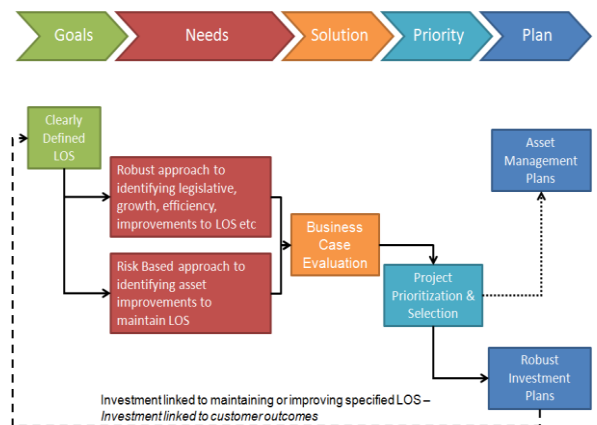 Goals
Needs
Solution
Priority
Plan
Clearly
Defined
LOS
Robust approach to
identifying legislative,
growth, efficiency,
improvements to LOS etc
Risk Based approach to
identifying asset
improvements to
maintain LOS
Business
Case
Evaluation
Project
Prioritization &
Selection
Asset
Management
Plans
Robust
Investment
Plans
Investment linked to maintaining or improving specified LOS –
Investment linked to customer outcomes